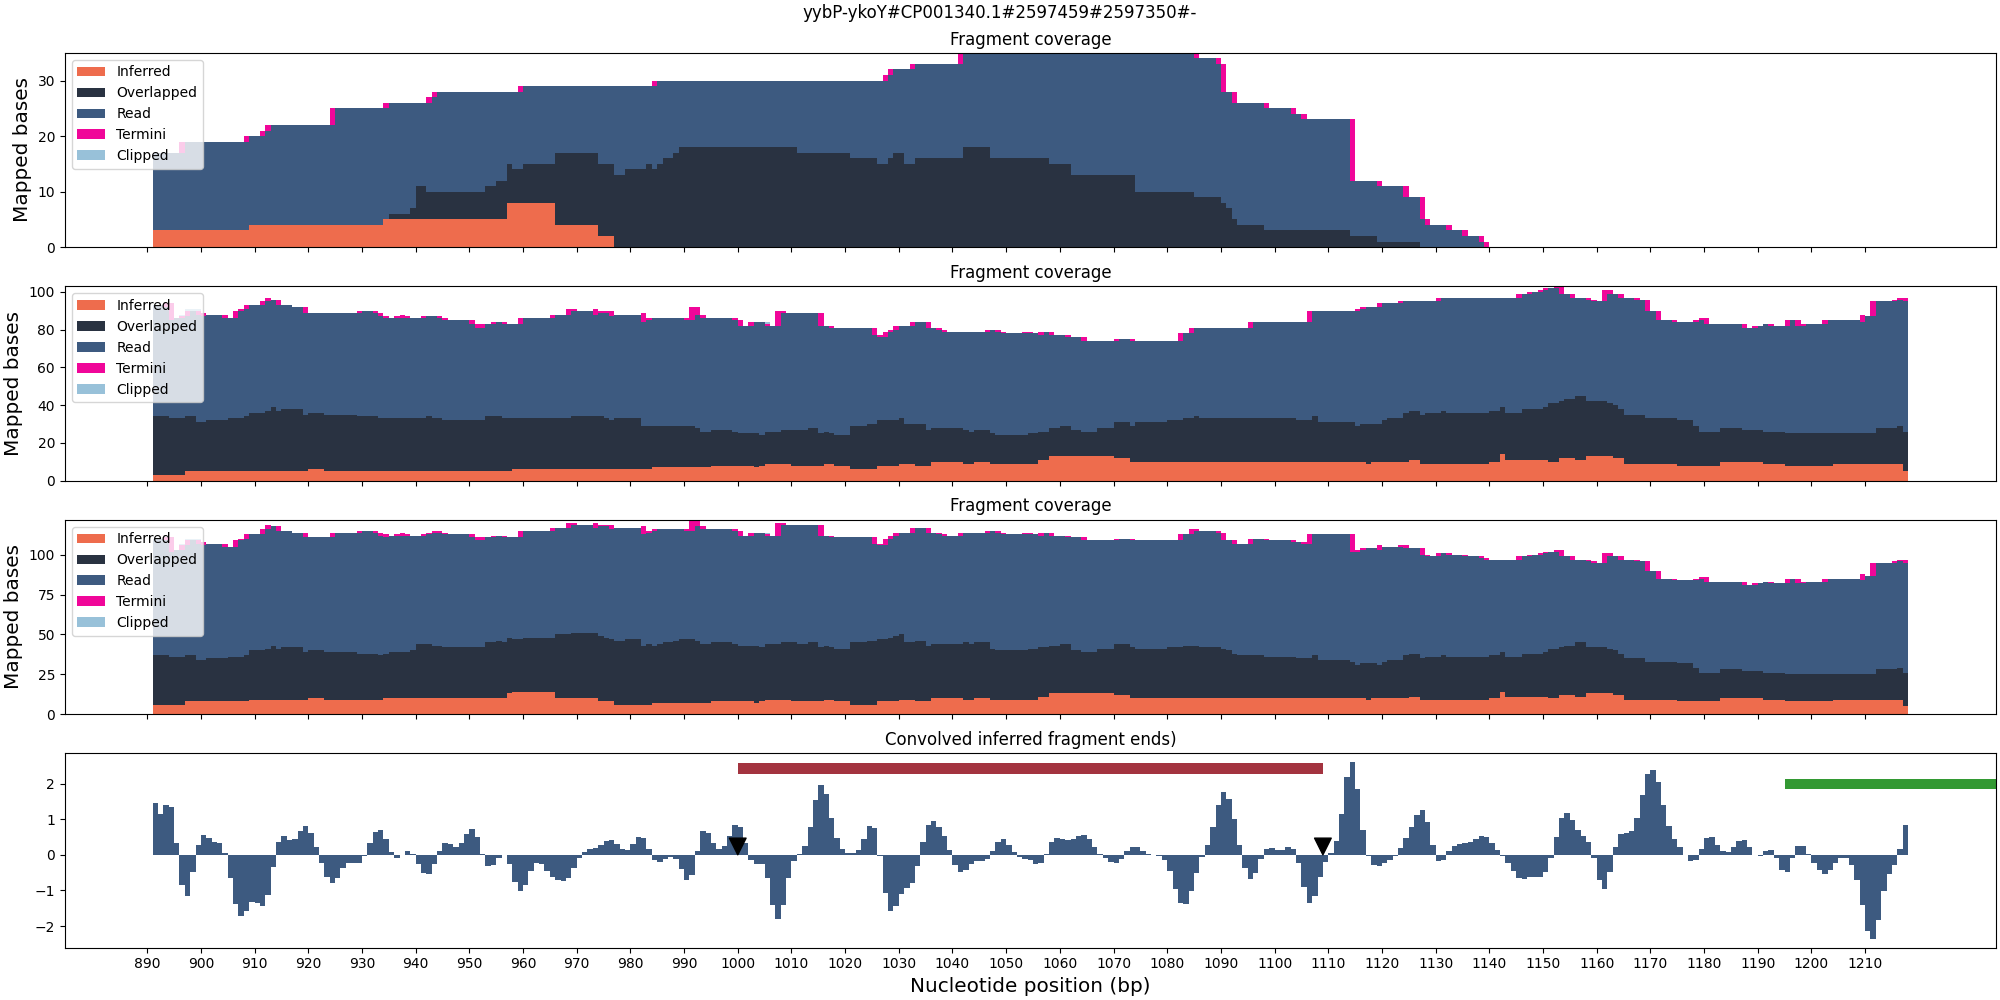 yybP-ykoY#CP001340.1#2597459#2597350#-
Fragment coverage
Mapped bases
30
20
10
0
Inferred
Overlapped
Read
Termini
Clipped
Fragment coverage
Mapped bases
100
80
60
40
20
0
Inferred
Overlapped
Read
Termini
Clipped
Fragment coverage
Mapped bases
100
75
50
25
0
Inferred
Overlapped
Read
Termini
Clipped
Convolved inferred fragment ends)
2
1
0
−1
−2
890 900 910 920 930 940 950 960 970 980 990 1000 1010 1020 1030 1040 1050 1060 1070 1080 1090 1100 1110 1120 1130 1140 1150 1160 1170 1180 1190 1200 1210
Nucleotide position (bp)